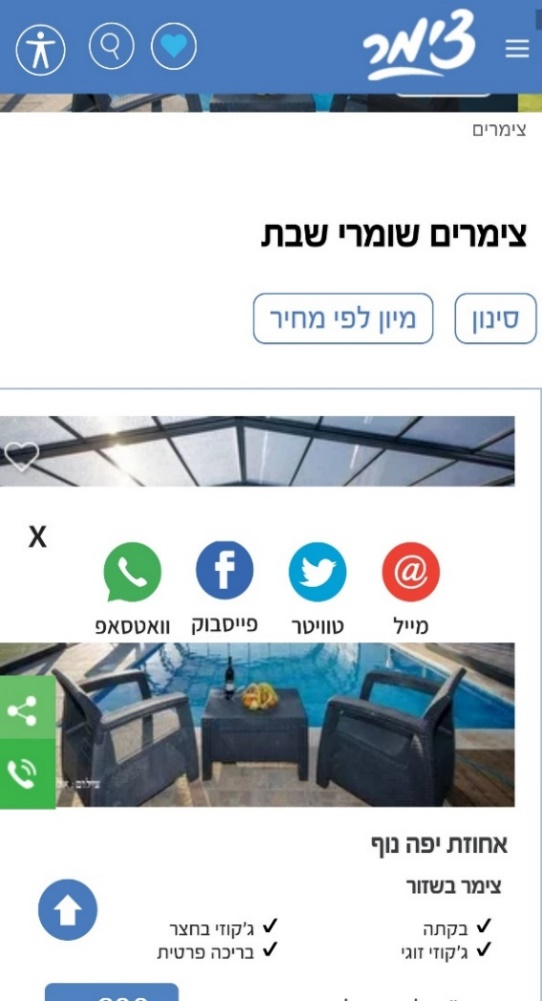 צימר
צימרים
צימרים שומרי שבת
סינון
מיון לפי מחיר
X
מייל
טוויטר
פייסבוק
וואטסאפ
אחוזת יפה נוף
צימר בשזור
✓ בקתה
✓ ג'קוזי בחצר
✓ ג'קוזי זוגי
✓ בריכה פרטית